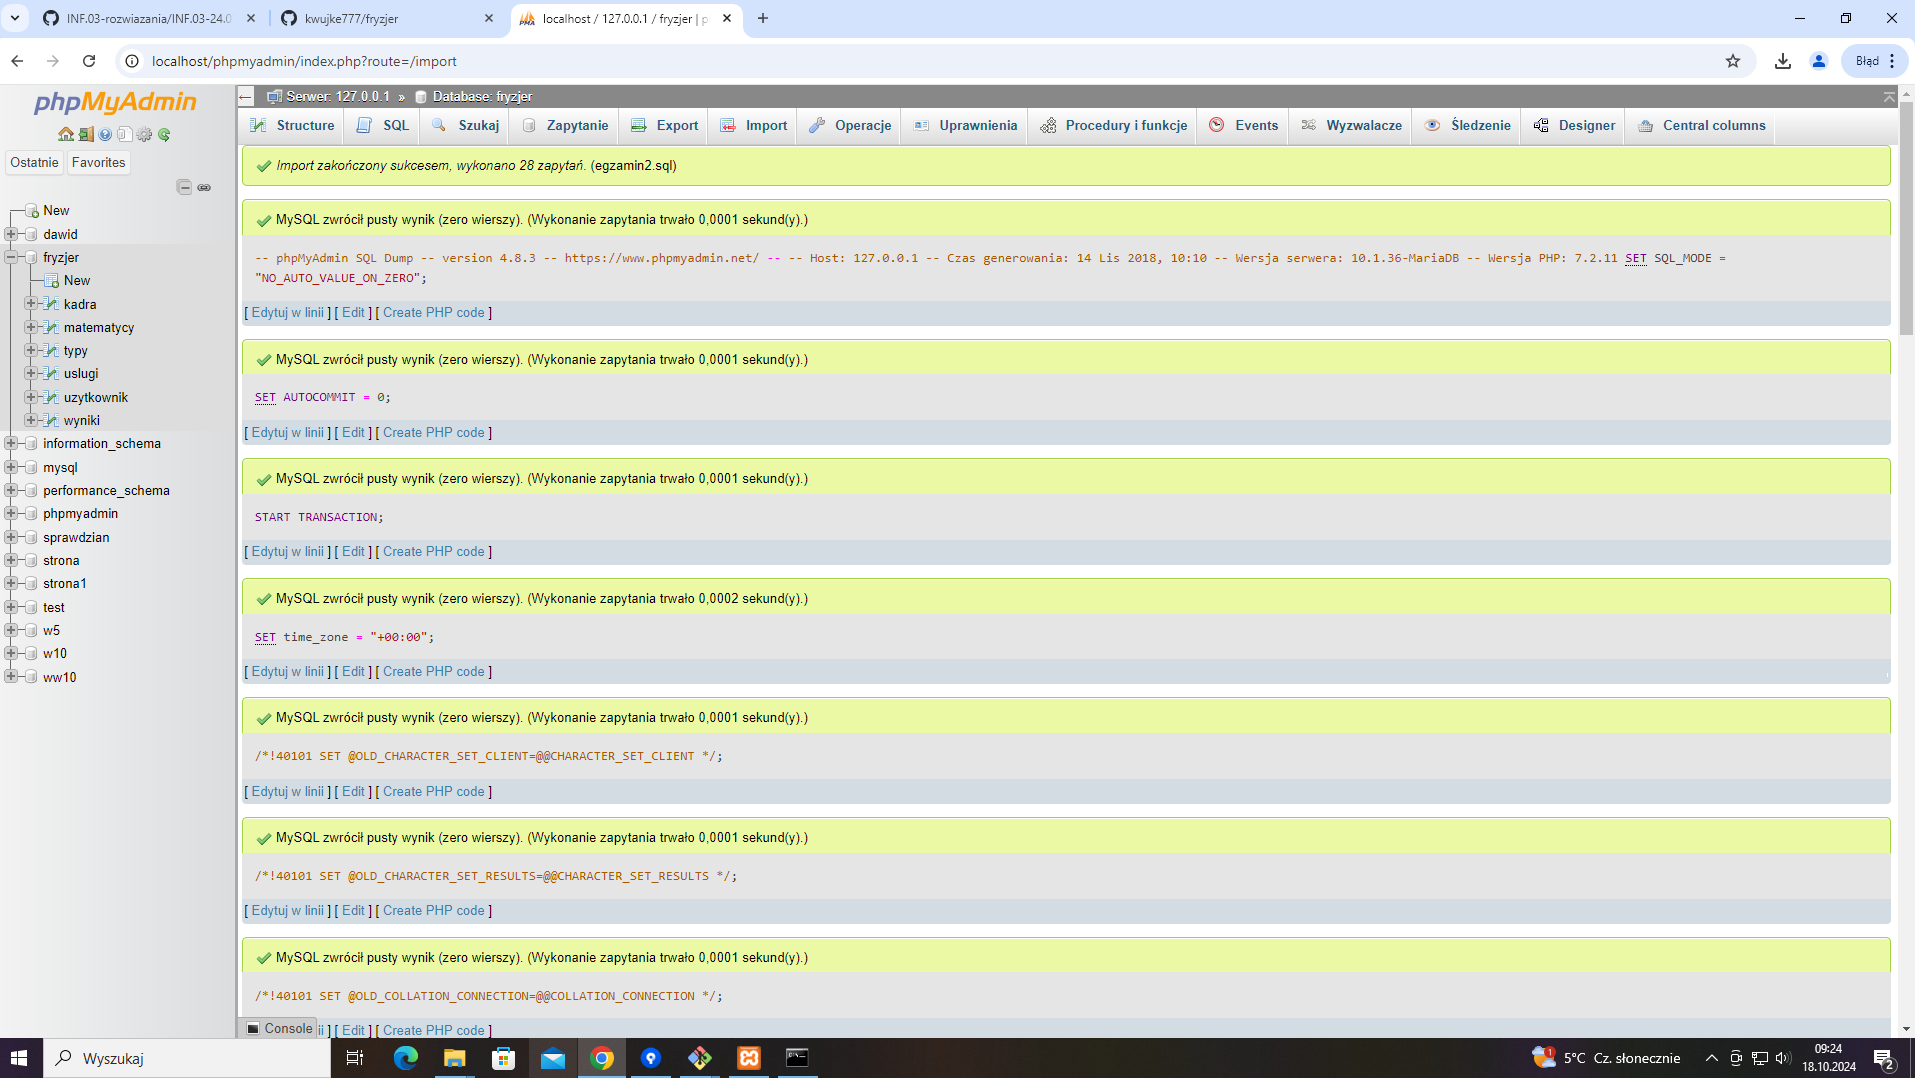 INF.03-rozwiazania/INF.03-24.0
kwujke777/fryzjer
localhost / 127.0.0.1 / fryzjer | p
localhost/phpmyadmin/index.php?route=/import
Błąd
phpMyAdmin
Ostatnie
Favorites
New
dawid
fryzjer
New
kadra
matematycy
typy
uslugi
uzytkownik
wyniki
information_schema
mysql
performance_schema
phpmyadmin
sprawdzian
strona
strona1
test
w5
w10
ww10
Serwer: 127.0.0.1 » Database: fryzjer
Structure
SQL
Szukaj
Zapytanie
Export
Import
Operacje
Uprawnienia
Procedury i funkcje
Events
Wyzwalacze
Śledzenie
Designer
Central columns
Import zakończony sukcesem, wykonano 28 zapytań. (egzamin2.sql)
MySQL zwrócił pusty wynik (zero wierszy). (Wykonanie zapytania trwało 0,0001 sekund(y).)
-- phpMyAdmin SQL Dump -- version 4.8.3 -- https://www.phpmyadmin.net/ -- -- Host: 127.0.0.1 -- Czas generowania: 14 Lis 2018, 10:10 -- Wersja serwera: 10.1.36-MariaDB -- Wersja PHP: 7.2.11 SET SQL_MODE =
"NO_AUTO_VALUE_ON_ZERO";
[ Edytuj w linii ] [ Edit ] [ Create PHP code ]
MySQL zwrócił pusty wynik (zero wierszy). (Wykonanie zapytania trwało 0,0001 sekund(y).)
SET AUTOCOMMIT = 0;
[ Edytuj w linii ] [ Edit ] [ Create PHP code ]
MySQL zwrócił pusty wynik (zero wierszy). (Wykonanie zapytania trwało 0,0001 sekund(y).)
START TRANSACTION;
[ Edytuj w linii ] [ Edit ] [ Create PHP code ]
MySQL zwrócił pusty wynik (zero wierszy). (Wykonanie zapytania trwało 0,0002 sekund(y).)
SET time_zone = "+00:00";
[ Edytuj w linii ] [ Edit ] [ Create PHP code ]
MySQL zwrócił pusty wynik (zero wierszy). (Wykonanie zapytania trwało 0,0001 sekund(y).)
/*!40101 SET @OLD_CHARACTER_SET_CLIENT=@@CHARACTER_SET_CLIENT */;
[ Edytuj w linii ] [ Edit ] [ Create PHP code ]
MySQL zwrócił pusty wynik (zero wierszy). (Wykonanie zapytania trwało 0,0001 sekund(y).)
/*!40101 SET @OLD_CHARACTER_SET_RESULTS=@@CHARACTER_SET_RESULTS */;
[ Edytuj w linii ] [ Edit ] [ Create PHP code ]
MySQL zwrócił pusty wynik (zero wierszy). (Wykonanie zapytania trwało 0,0001 sekund(y).)
/*!40101 SET @OLD_COLLATION_CONNECTION=@@COLLATION_CONNECTION */;
Console ii ] [ Edit ] [ Create PHP code ]
Wyszukaj
1
5°C Cz. słonecznie
09:24
18.10.2024
2